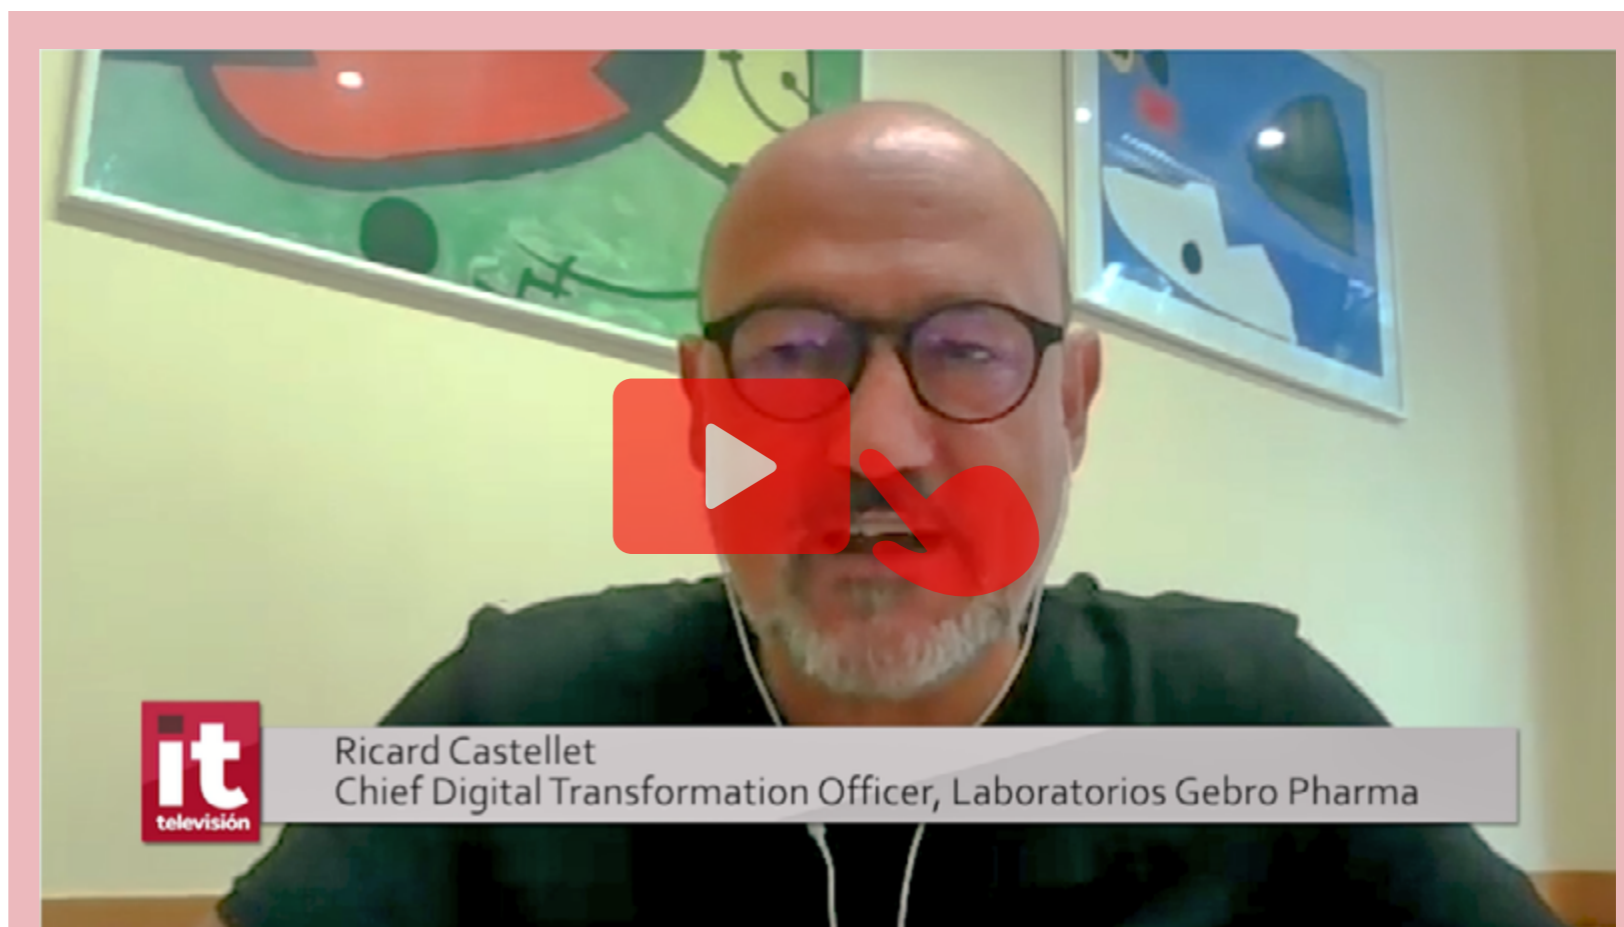 Ricard Castellet
Chief Digital Transformation Officer, Laboratorios Gebro Pharma
it
televisión